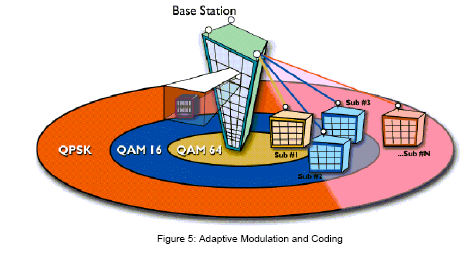 Base Station
Sub #3
QPSK
QAM 16
QAM 64
Sub #1
...Sub #N
Sub #2
Figure 5: Adaptive Modulation and Coding